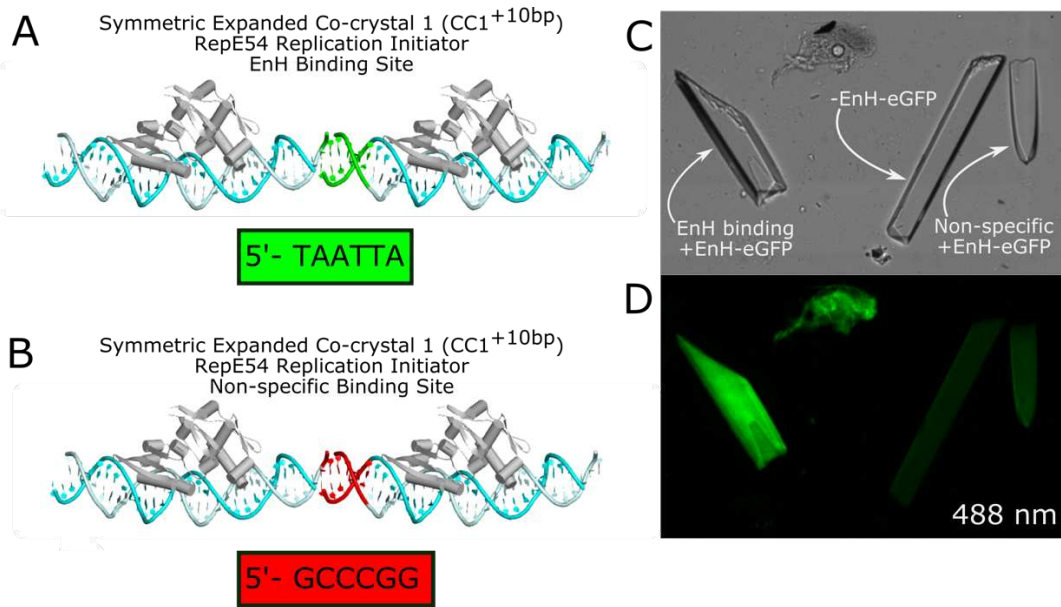 A
Symmetric Expanded Co-crystal 1 (CC1+10bp)
RepE54 Replication Initiator
EnH Binding Site
5'- TAATTA
B
Symmetric Expanded Co-crystal 1 (CC1+10bp)
RepE54 Replication Initiator
Non-specific Binding Site
5'- GCCCGG
C
-EnH-eGFP
EnH binding
+EnH-eGFP
Non-specific
+EnH-eGFP
D
488 nm